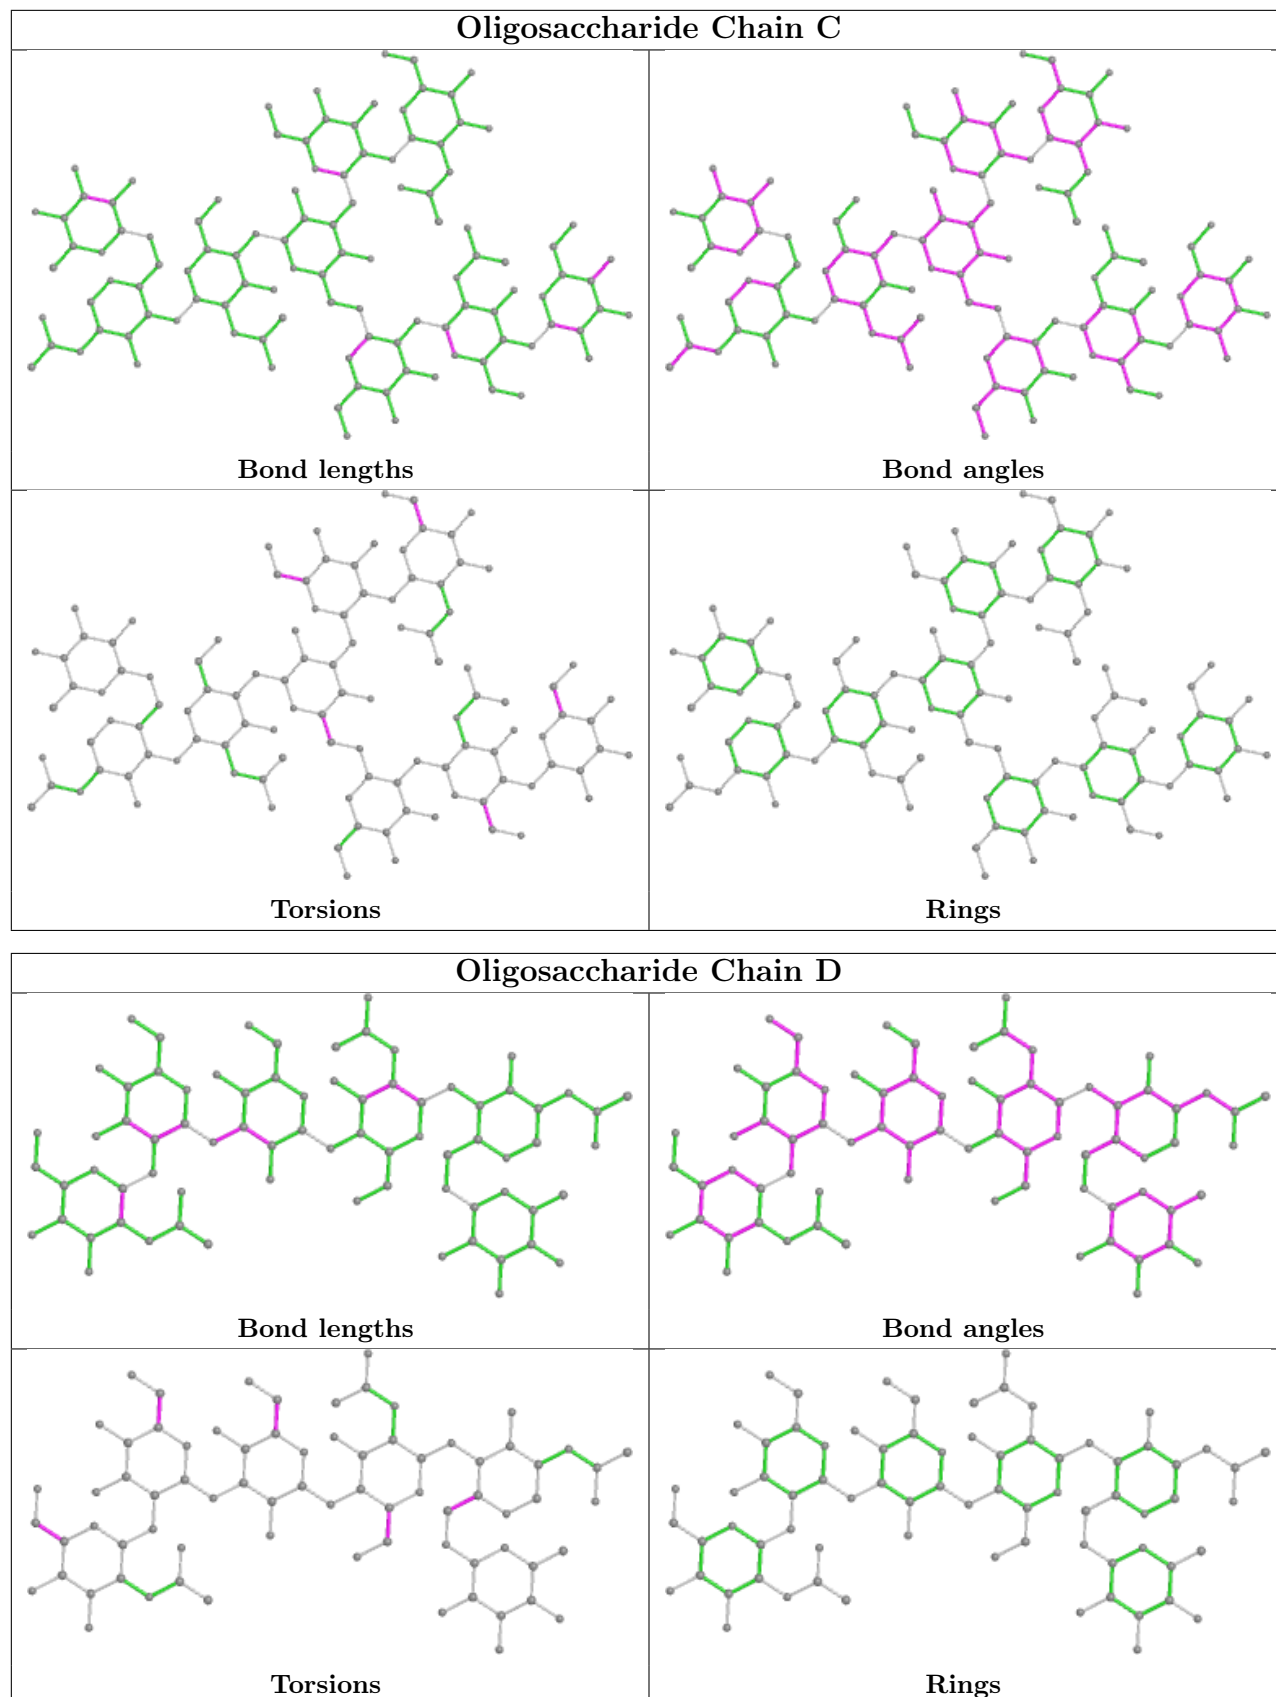 Oligosaccharide Chain C
Bond lengths
Bond angles
Torsions
Rings
Oligosaccharide Chain D
Bond lengths
Bond angles
Torsions
Rings